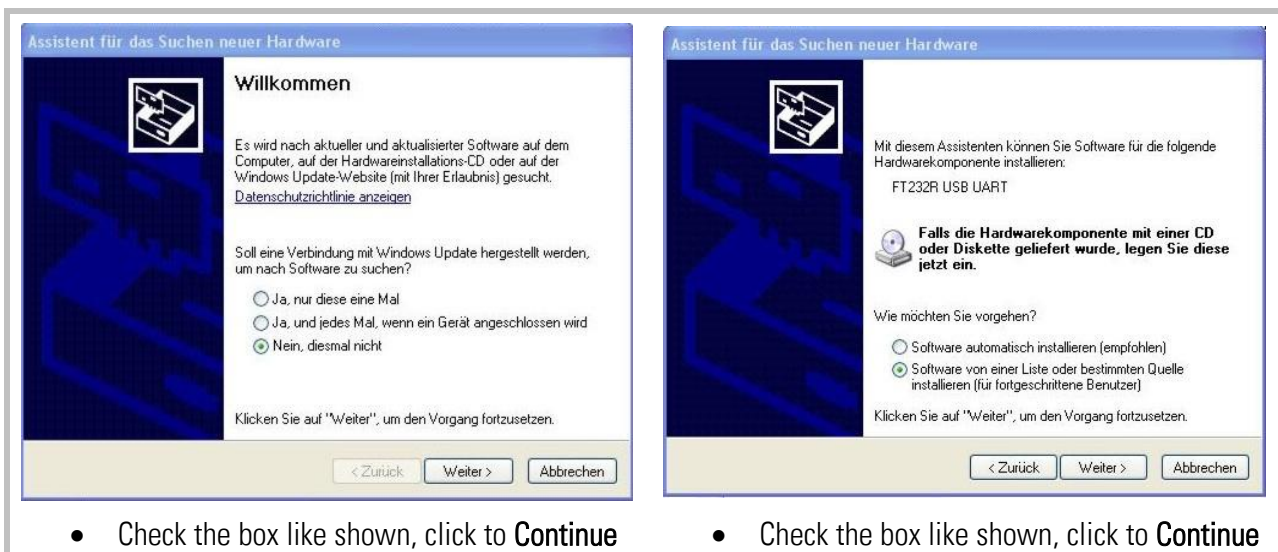 Assistent für das Suchen neuer Hardware
Willkommen
Es wird nach aktueller und aktualisierter Software auf dem
Computer, auf der Hardwareinstallations-CD oder auf der
Windows Update-Website (mit Ihrer Erlaubnis) gesucht.
Datenschutzrichtlinie anzeigen
Soll eine Verbindung mit Windows Update hergestellt werden,
um nach Software zu suchen?
Ja, nur diese eine Mal
Ja, und jedes Mal, wenn ein Gerät angeschlossen wird
Nein, diesmal nicht
Klicken Sie auf "Weiter", um den Vorgang fortzusetzen.
< Zurück Weiter > Abbrechen
• Check the box like shown, click to Continue
Assistent für das Suchen neuer Hardware
Mit diesem Assistenten können Sie Software für die folgende
Hardwarekomponente installieren:
FT232R USB UART
Falls die Hardwarekomponente mit einer CD
oder Diskette geliefert wurde, legen Sie diese
jetzt ein.
Wie möchten Sie vorgehen?
Software automatisch installieren (empfohlen)
Software von einer Liste oder bestimmten Quelle
installieren (für fortgeschrittene Benutzer)
Klicken Sie auf "Weiter", um den Vorgang fortzusetzen.
< Zurück Weiter > Abbrechen
• Check the box like shown, click to Continue